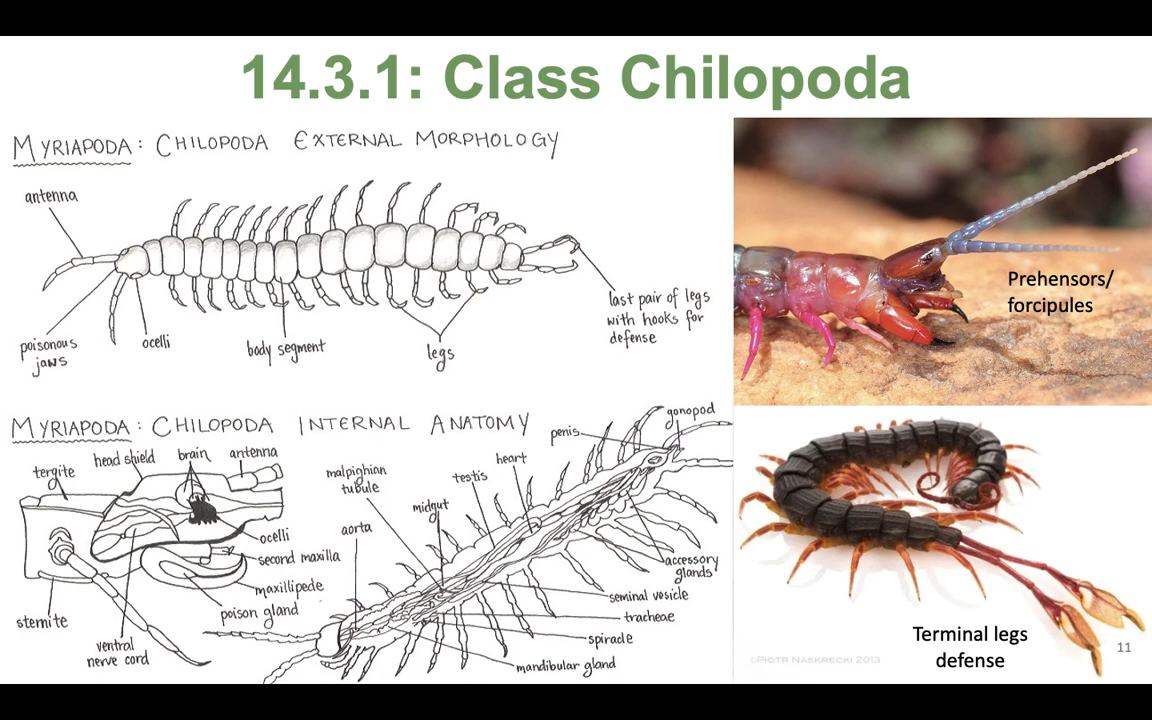 14.3.1: Class Chilopoda
MYRIAPODA: CHILOPODA EXTERNAL MORPHOLOGY
antenna
poisonous
jaws
ocelli
body segment
legs
last pair of legs
with hooks for
defense
Prehensors/
forcipules
MYRIAPODA: CHILOPODA INTERNAL ANATOMY
tergite
head shield
brain
antenna
ocelli
second maxilla
maxillipede
poison gland
ventral
nerve cord
sternite
malpighian
tubule
aorta
midgut
testis
heart
penis
gonopod
accessory
glands
seminal vesicle
tracheae
spiracle
mandibular gland
Terminal legs
defense
©PIOTR NASKRECKI 2013
11